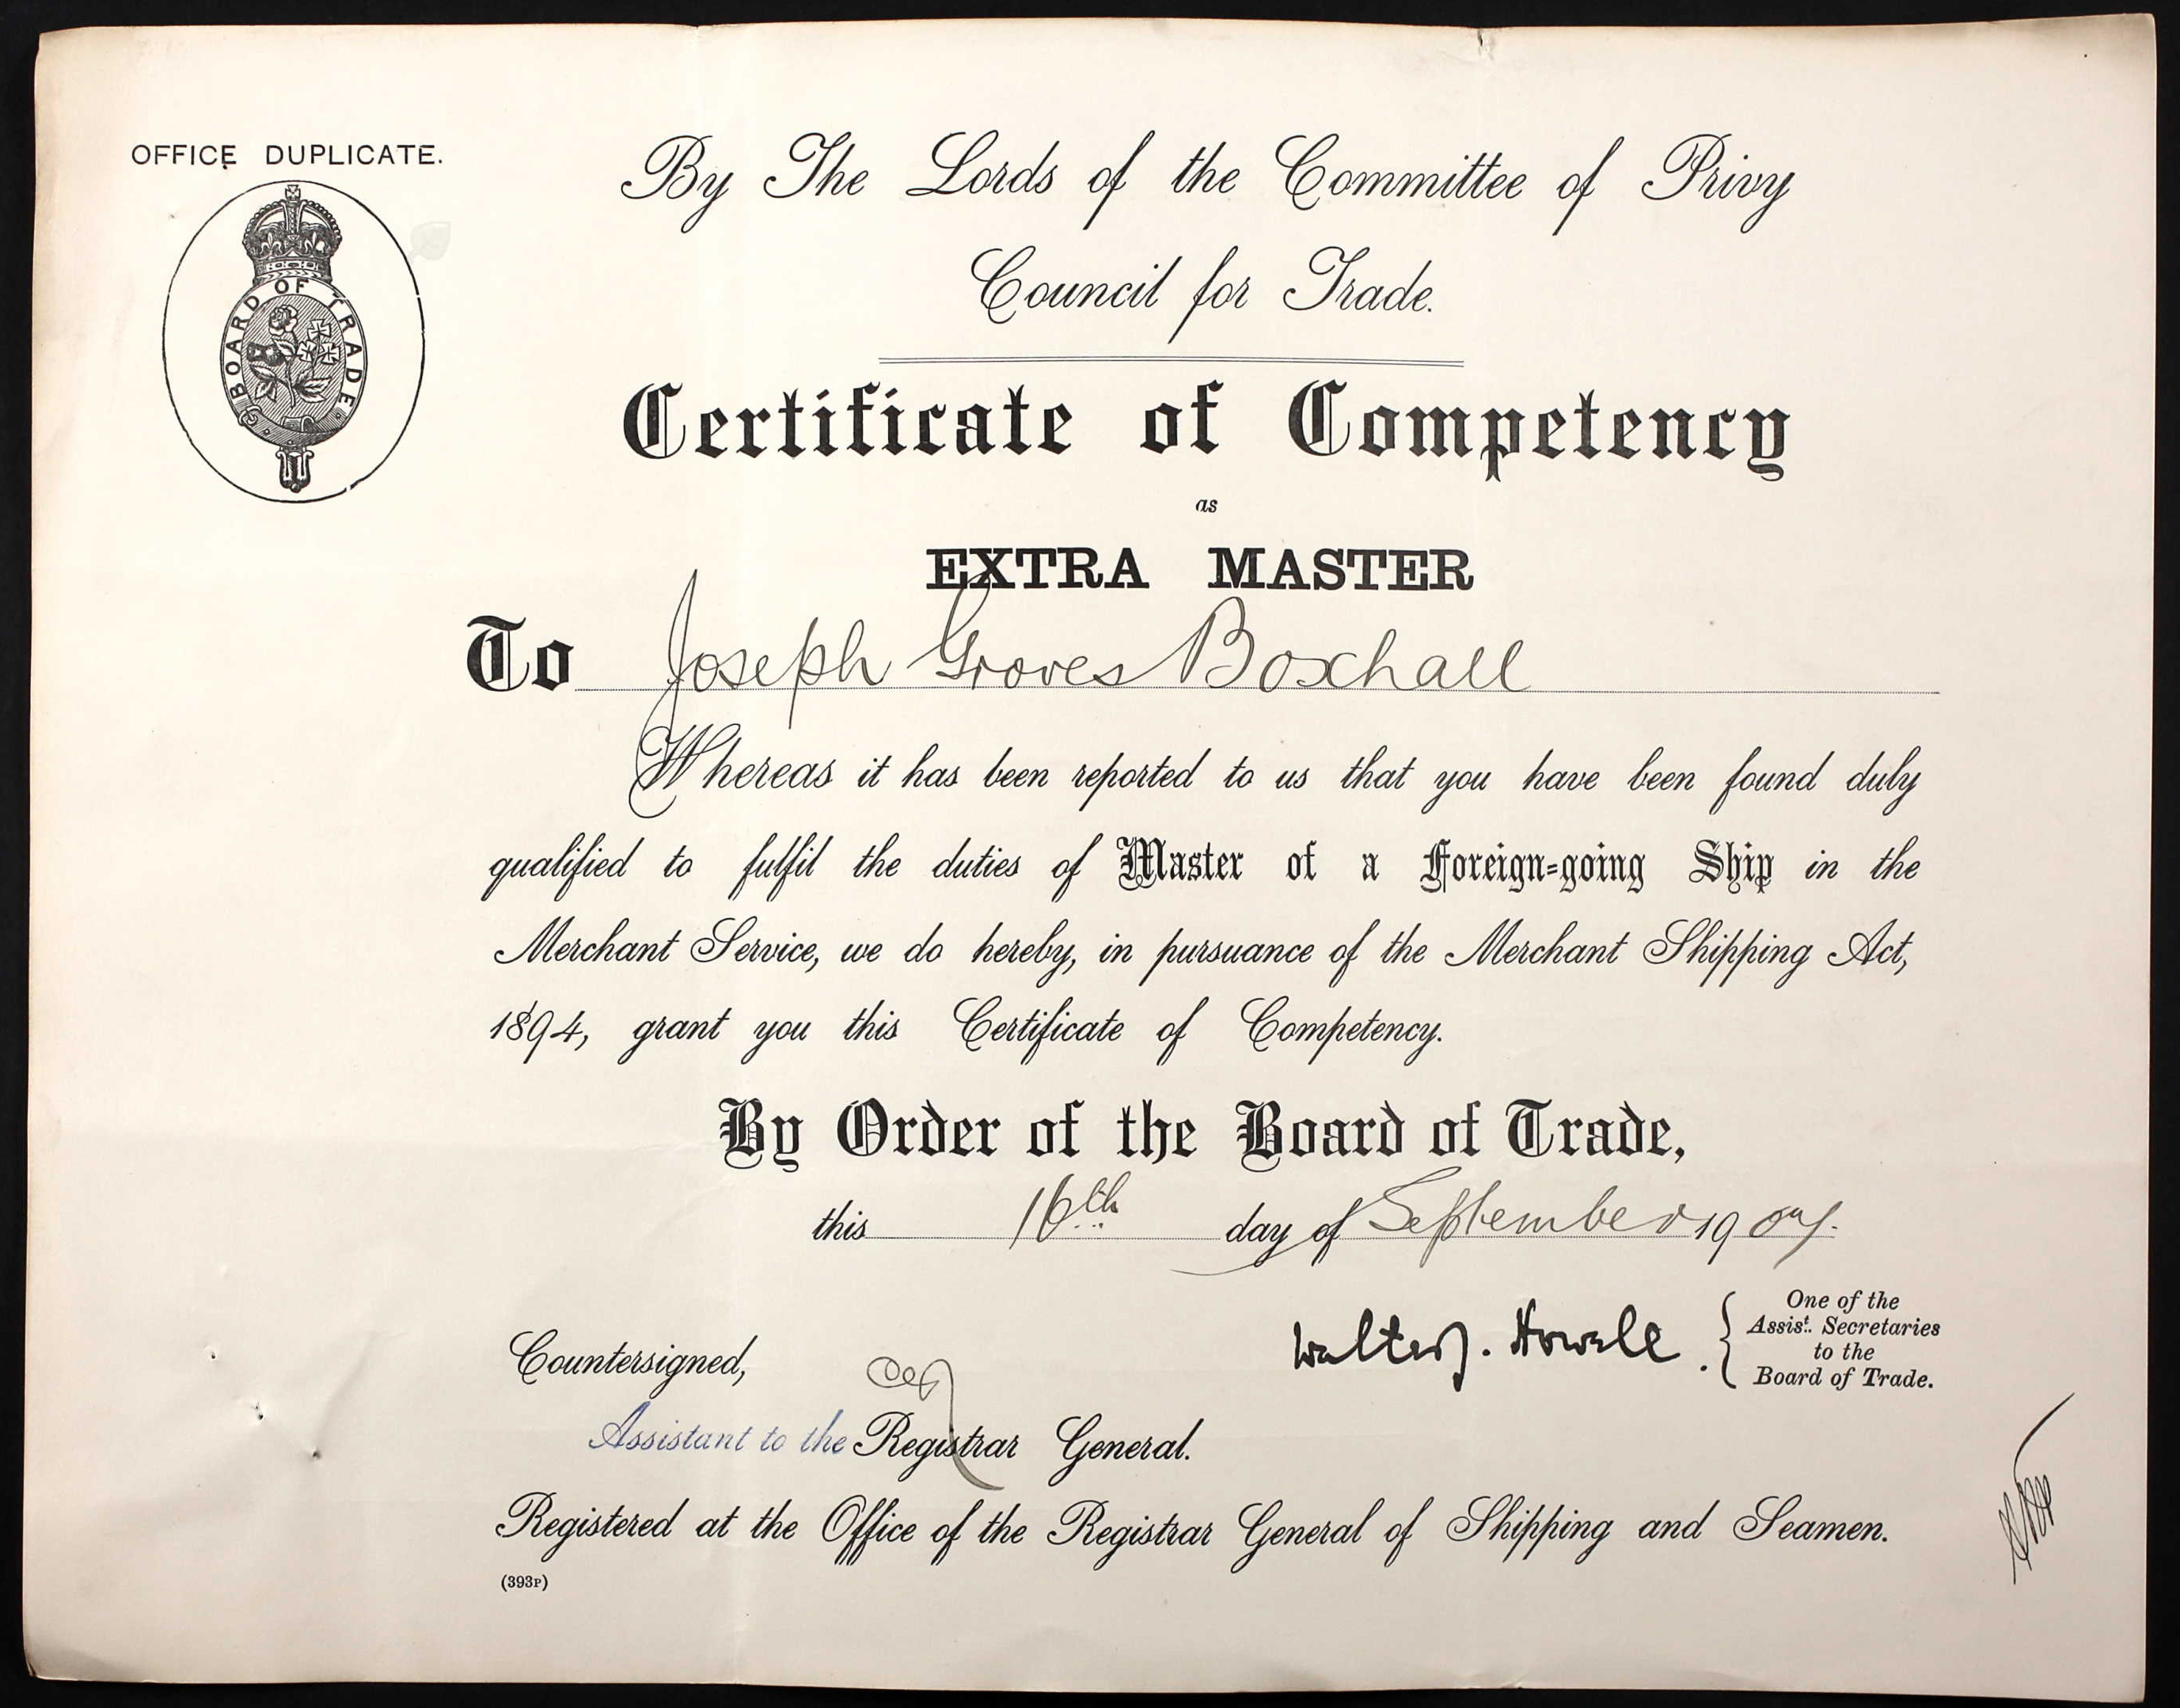 OFFICE DUPLICATE.
BOARD OF TRADE
By The Lords of the Committee of Privy
Council for Trade.
Certificate of Competency
as
EXTRA MASTER
To Joseph Groves Boxhall
Whereas it has been reported to us that you have been found duly
qualified to fulfil the duties of Master of a Foreign-going Ship in the
Merchant Service, we do hereby, in pursuance of the Merchant Shipping Act,
1894, grant you this Certificate of Competency.
By Order of the Board of Trade,
this 16th day of September 1907.
Walter J. Howell
One of the
Assist. Secretaries
to the
Board of Trade.
Countersigned,
Assistant to the Registrar General.
Registered at the Office of the Registrar General of Shipping and Seamen.
(393P)